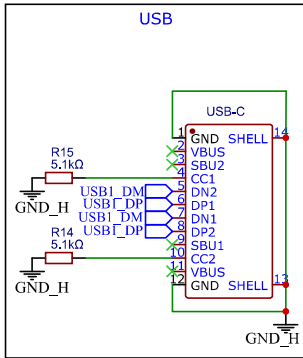 USB
USB-C
1 GND SHELL 14
2 VBUS
3 SBU2
R15
5.1kΩ
4 CC1
GND_H
USB1_DM 5 DN2
USB1_DP 6 DP1
USB1_DM 7 DN1
USB1_DP 8 DP2
9 SBU1
R14
5.1kΩ
10 CC2
GND_H
11 VBUS
12 GND SHELL 13
GND_H